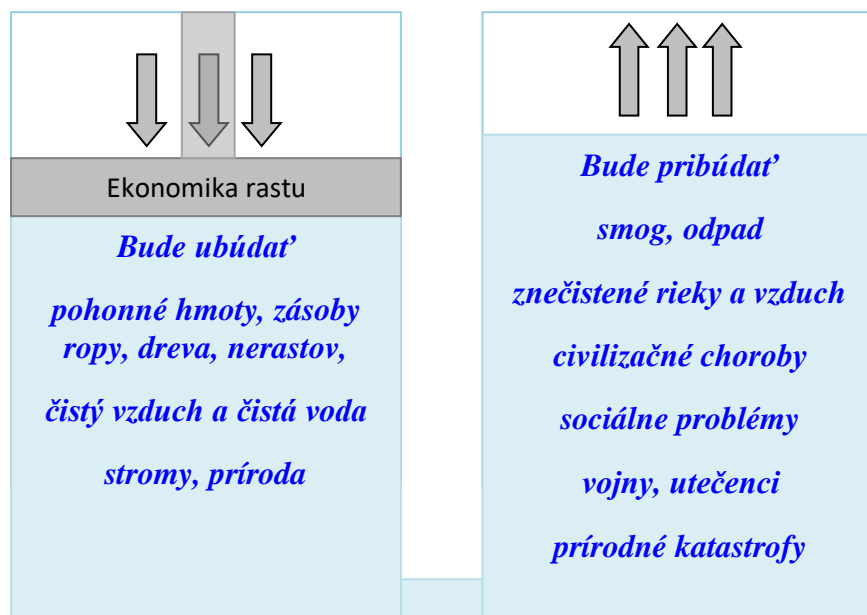 Ekonomika rastu
Bude ubúdať
pohonné hmoty, zásoby
ropy, dreva, nerastov,
čistý vzduch a čistá voda
stromy, príroda
Bude pribúdať
smog, odpad
znečistené rieky a vzduch
civilizačné choroby
sociálne problémy
vojny, utečenci
prírodné katastrofy